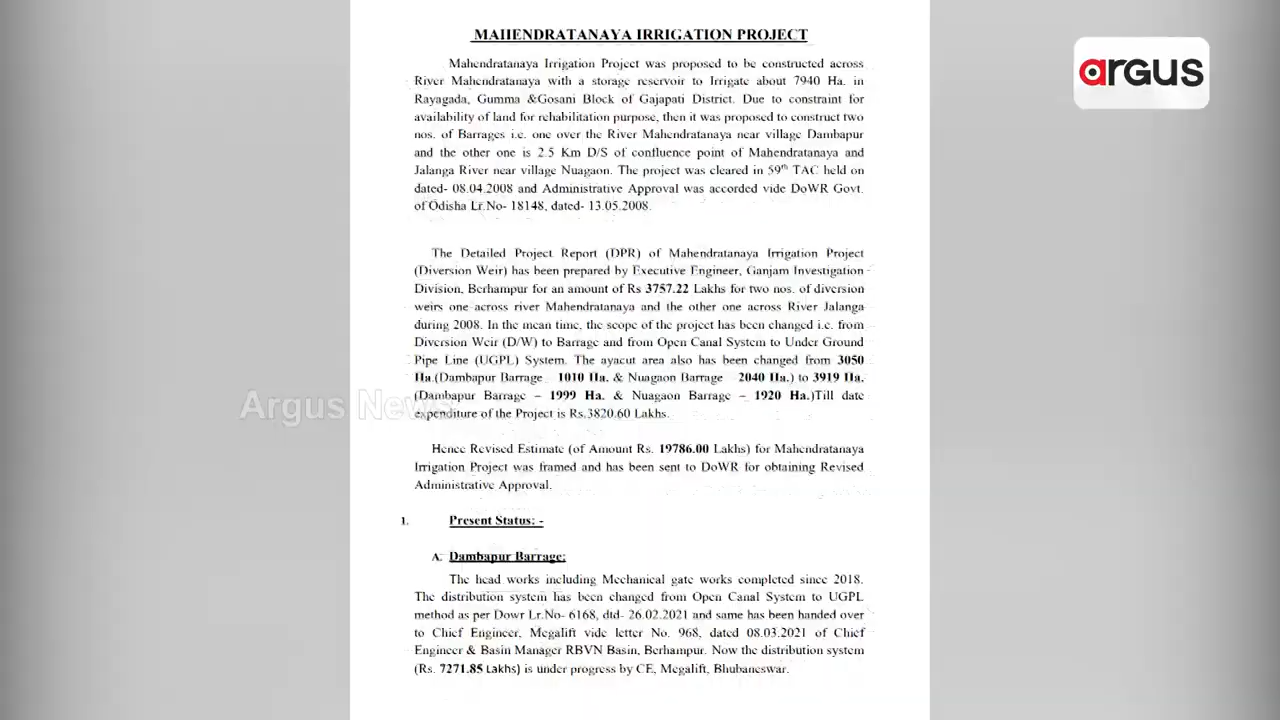 MAHENDRATANAYA IRRIGATION PROJECT
argus
Mahendratanaya Irrigation Project was proposed to be constructed across
River Mahendratanaya with a storage reservoir to Irrigate about 7940 Ha. in
Rayagada, Gumma &Gosani Block of Gajapati District. Due to constraint for
availability of land for rehabilitation purpose, then it was proposed to construct two
nos. of Barrages i.e. one over the River Mahendratanaya near village Dambapur
and the other one is 2.5 Km D/S of confluence point of Mahendratanaya and
Jalanga River near village Nuagaon. The project was cleared in 59th TAC held on
dated- 08.04.2008 and Administrative Approval was accorded vide DoWR Govt.
of Odisha Lr.No- 18148, dated- 13.05.2008.
The Detailed Project Report (DPR) of Mahendratanaya Irrigation Project
(Diversion Weir) has been prepared by Executive Engineer, Ganjam Investigation
Division, Berhampur for an amount of Rs 3757.22 Lakhs for two nos. of diversion
weirs one across river Mahendratanaya and the other one across River Jalanga
during 2008. In the mean time, the scope of the project has been changed i.e. from
Diversion Weir (D/W) to Barrage and from Open Canal System to Under Ground
Pipe Line (UGPL) System. The ayacut area also has been changed from 3050
Ha.(Dambapur Barrage – 1010 Ha. & Nuagaon Barrage – 2040 Ha.) to 3919 Ha.
(Dambapur Barrage – 1999 Ha. & Nuagaon Barrage – 1920 Ha.)Till date
expenditure of the Project is Rs.3820.60 Lakhs.
Argus News
Hence Revised Estimate (of Amount Rs. 19786.00 Lakhs) for Mahendratanaya
Irrigation Project was framed and has been sent to DoWR for obtaining Revised
Administrative Approval.
1. Present Status: -
A. Dambapur Barrage:
The head works including Mechanical gate works completed since 2018.
The distribution system has been changed from Open Canal System to UGPL
method as per Dowr Lr.No- 6168, dtd- 26.02.2021 and same has been handed over
to Chief Engineer, Megalift vide letter No. 968, dated 08.03.2021 of Chief
Engineer & Basin Manager RBVN Basin, Berhampur. Now the distribution system
(Rs. 7271.85 Lakhs) is under progress by CE, Megalift, Bhubaneswar.